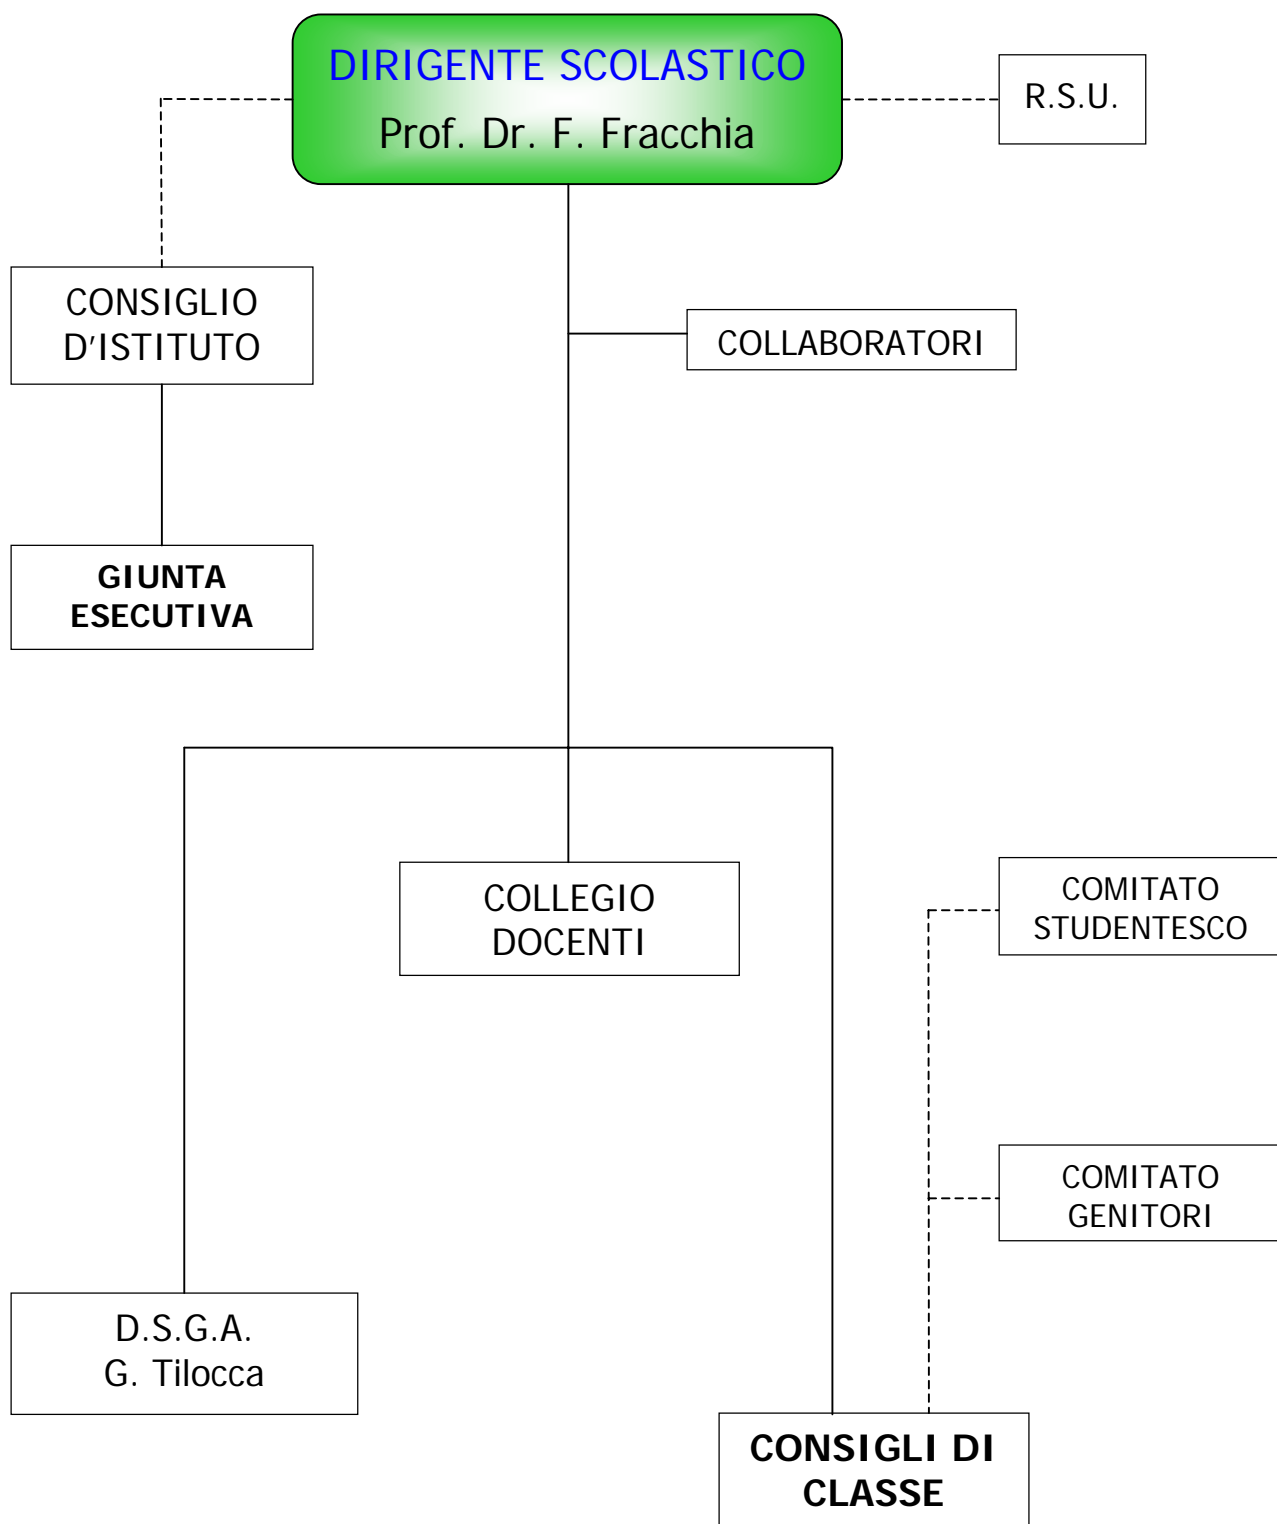 DIRIGENTE SCOLASTICO
Prof. Dr. F. Fracchia
R.S.U.
CONSIGLIO
D'ISTITUTO
COLLABORATORI
GIUNTA
ESECUTIVA
COLLEGIO
DOCENTI
COMITATO
STUDENTESCO
COMITATO
GENITORI
D.S.G.A.
G. Tilocca
CONSIGLI DI
CLASSE